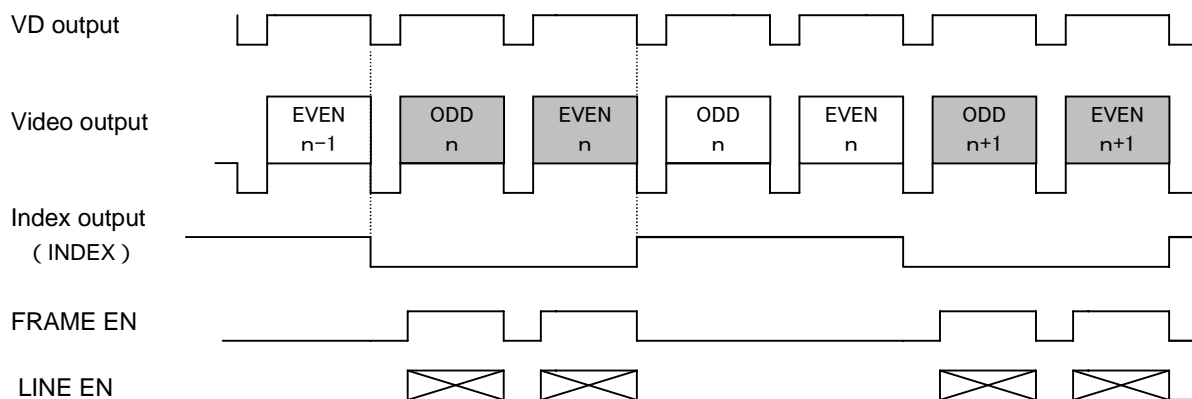 VD output
Video output
EVEN ODD EVEN ODD EVEN ODD EVEN
n-1 n n n n n+1 n+1
Index output
( INDEX )
FRAME EN
LINE EN